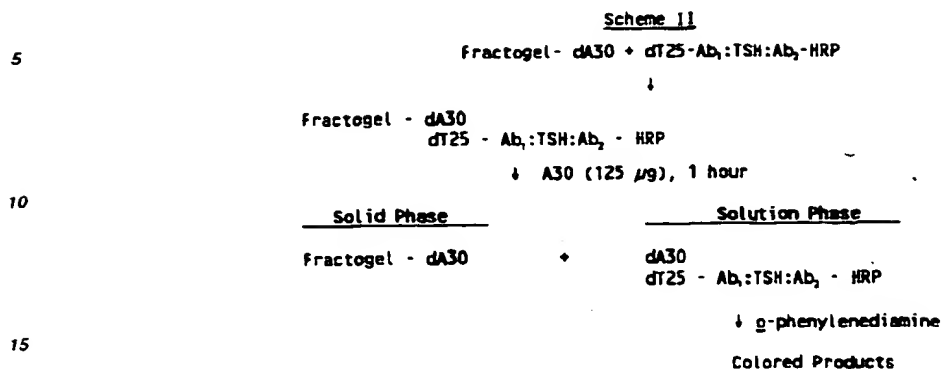 Scheme II
5
Fractogel- dA30 + dT25-Ab₁:TSH:Ab₂-HRP
↓
Fractogel - dA30
dT25 - Ab₁:TSH:Ab₂ - HRP
↓ A30 (125 µg), 1 hour
10
Solid Phase Solution Phase
Fractogel - dA30 + dA30
dT25 - Ab₁:TSH:Ab₂ - HRP
↓ o-phenylenediamine
15
Colored Products